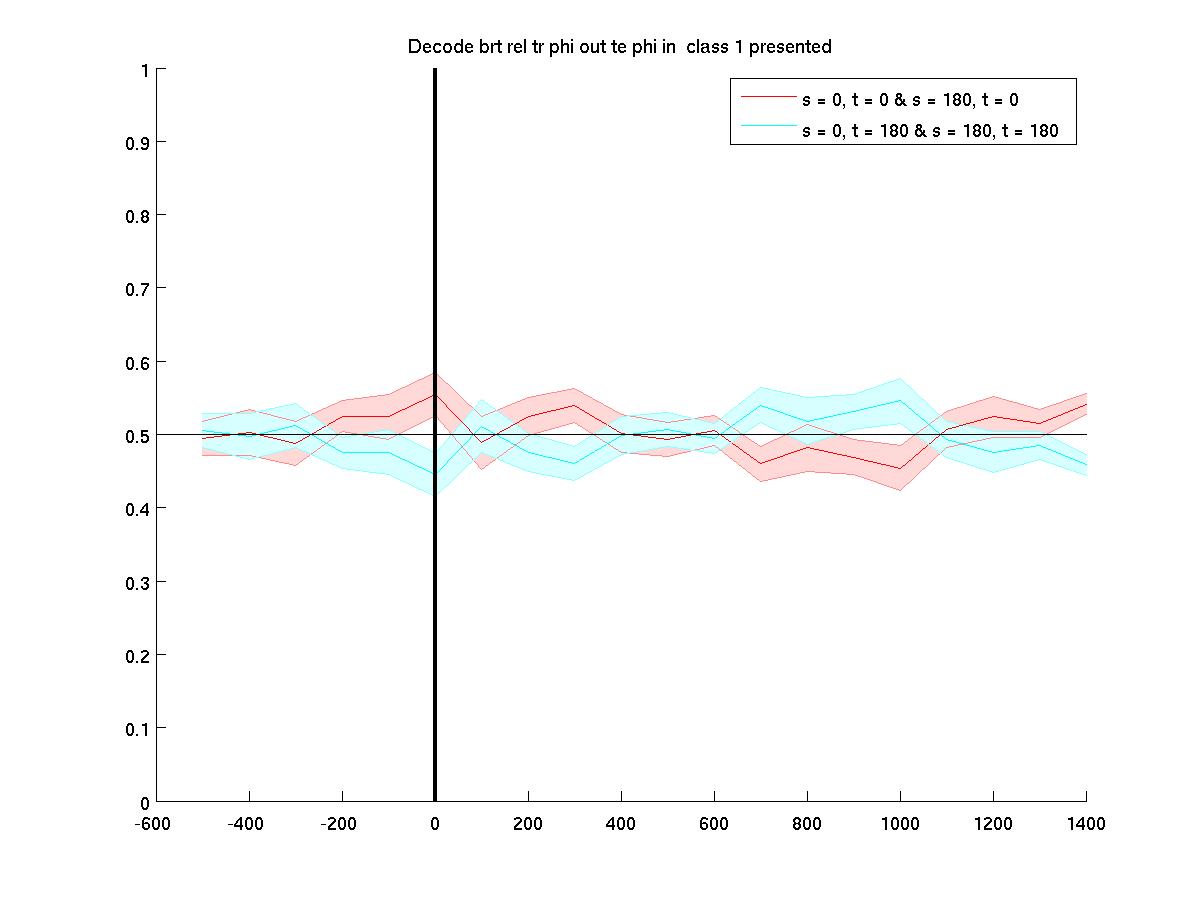 Decode brt rel tr phi out te phi in  class 1 presented
s = 0, t = 0 & s = 180, t = 0
s = 0, t = 180 & s = 180, t = 180
1
0.9
0.8
0.7
0.6
0.5
0.4
0.3
0.2
0.1
0
-600 -400 -200 0 200 400 600 800 1000 1200 1400